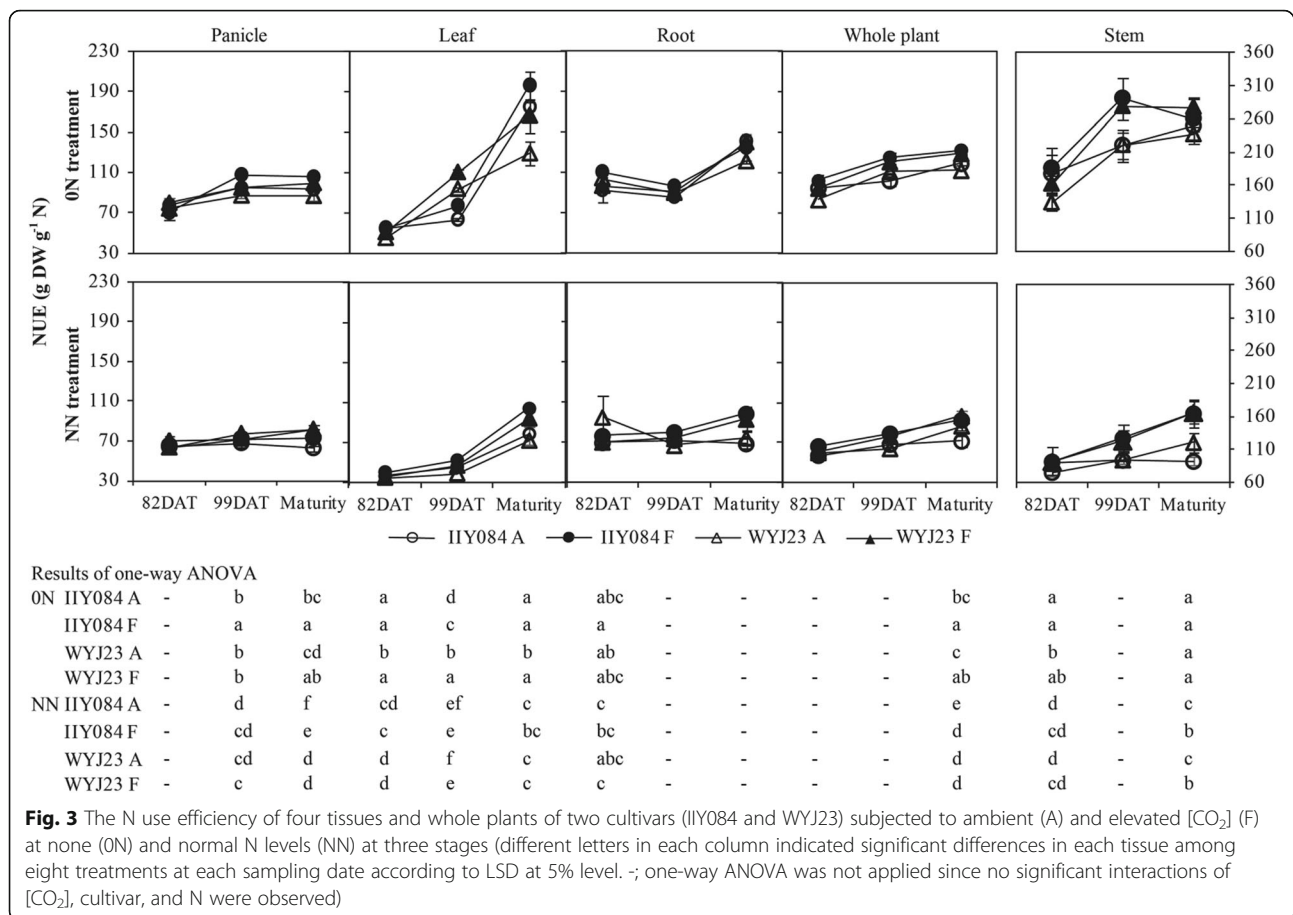 Panicle Leaf Root Whole plant Stem
NUE (g DW g⁻¹ N)
0N treatment
230
190
150
110
70
30
360
310
260
210
160
110
60
NN treatment
230
190
150
110
70
30
360
310
260
210
160
110
60
82DAT 99DAT Maturity 82DAT 99DAT Maturity 82DAT 99DAT Maturity 82DAT 99DAT Maturity 82DAT 99DAT Maturity
IIY084 A IIY084 F WYJ23 A WYJ23 F
Results of one-way ANOVA
0N IIY084 A - b bc a d a abc - - - - bc a - a
IIY084 F - a a a c a a - - - - a a - a
WYJ23 A - b cd b b b ab - - - - c b - a
WYJ23 F - b ab a a a abc - - - - ab ab - a
NN IIY084 A - d f cd ef c c - - - - e d - c
IIY084 F - cd e c e bc bc - - - - d cd - b
WYJ23 A - cd d d f c abc - - - - d d - c
WYJ23 F - c d d e c c - - - - d cd - b
Fig. 3 The N use efficiency of four tissues and whole plants of two cultivars (IIY084 and WYJ23) subjected to ambient (A) and elevated [CO₂] (F)
at none (0N) and normal N levels (NN) at three stages (different letters in each column indicated significant differences in each tissue among
eight treatments at each sampling date according to LSD at 5% level. -; one-way ANOVA was not applied since no significant interactions of
[CO₂], cultivar, and N were observed)